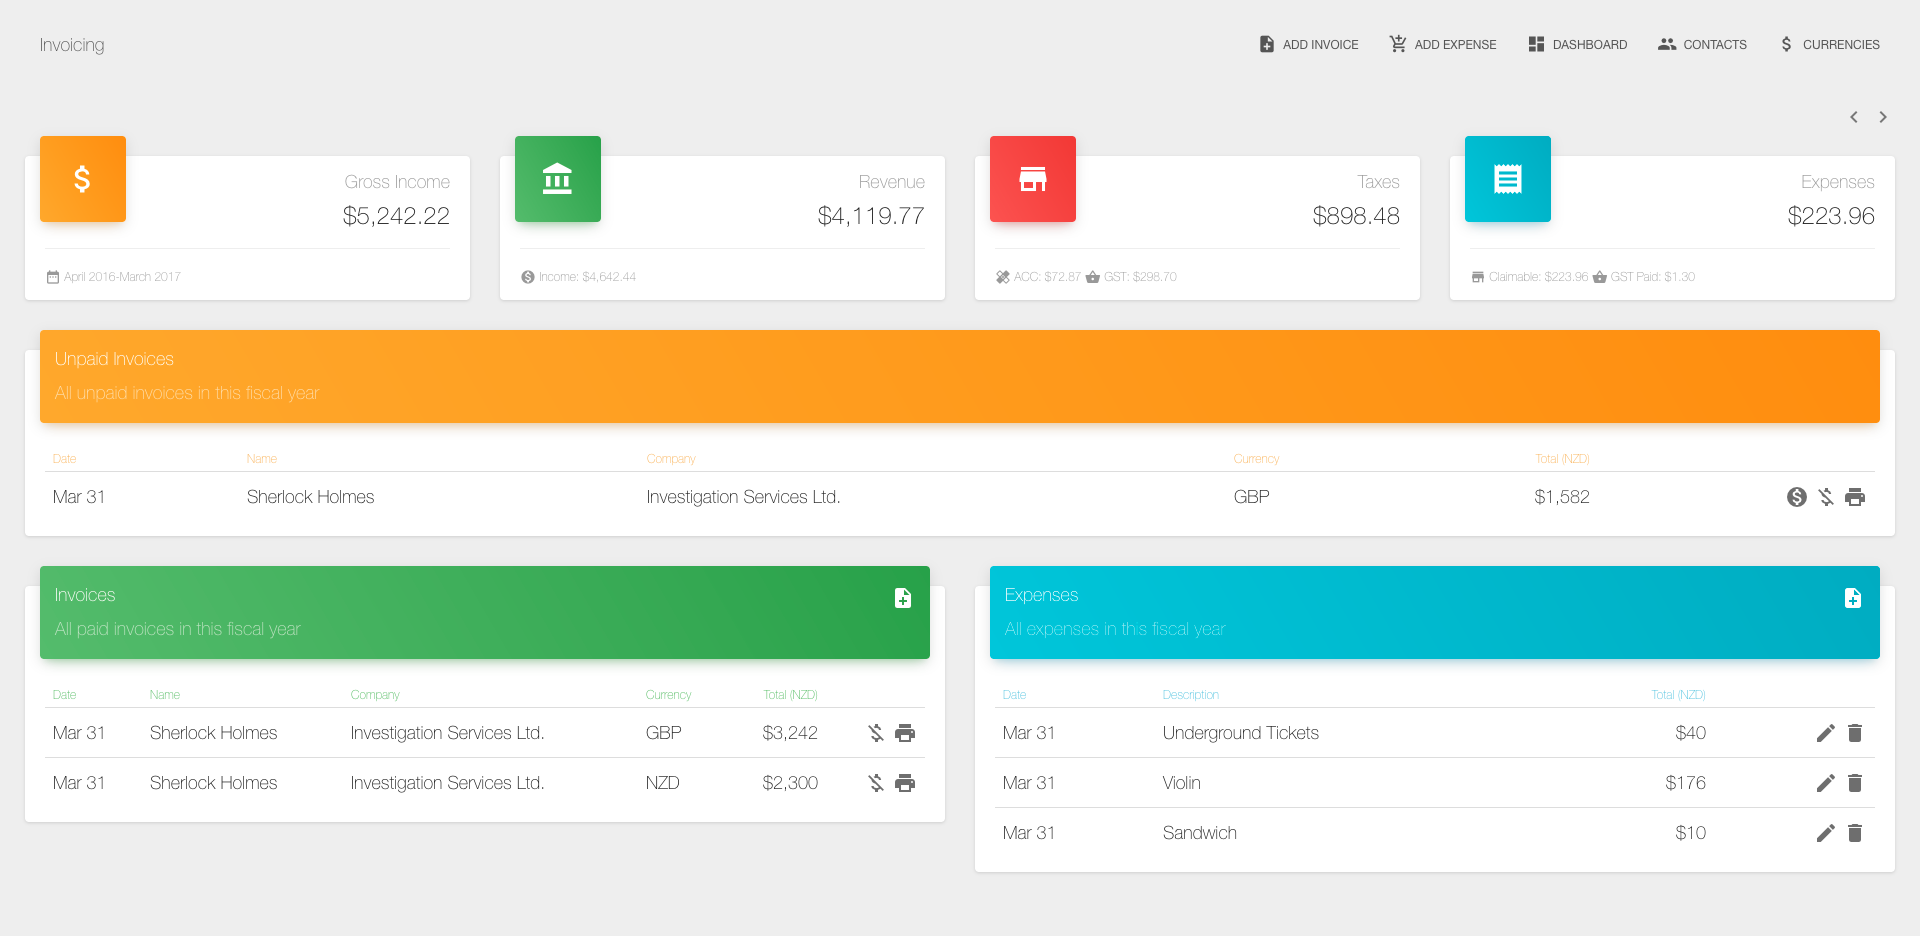 Invoicing
ADD INVOICE ADD EXPENSE DASHBOARD CONTACTS CURRENCIES
Gross Income
$5,242.22
April 2016-March 2017
Revenue
$4,119.77
Income: $4,642.44
Taxes
$898.48
ACC: $72.87 GST: $298.70
Expenses
$223.96
Claimable: $223.96 GST Paid: $1.30
Unpaid Invoices
All unpaid invoices in this fiscal year
Date Name Company Currency Total (NZD)
Mar 31 Sherlock Holmes Investigation Services Ltd. GBP $1,582
Invoices
All paid invoices in this fiscal year
Date Name Company Currency Total (NZD)
Mar 31 Sherlock Holmes Investigation Services Ltd. GBP $3,242
Mar 31 Sherlock Holmes Investigation Services Ltd. NZD $2,300
Expenses
All expenses in this fiscal year
Date Description Total (NZD)
Mar 31 Underground Tickets $40
Mar 31 Violin $176
Mar 31 Sandwich $10